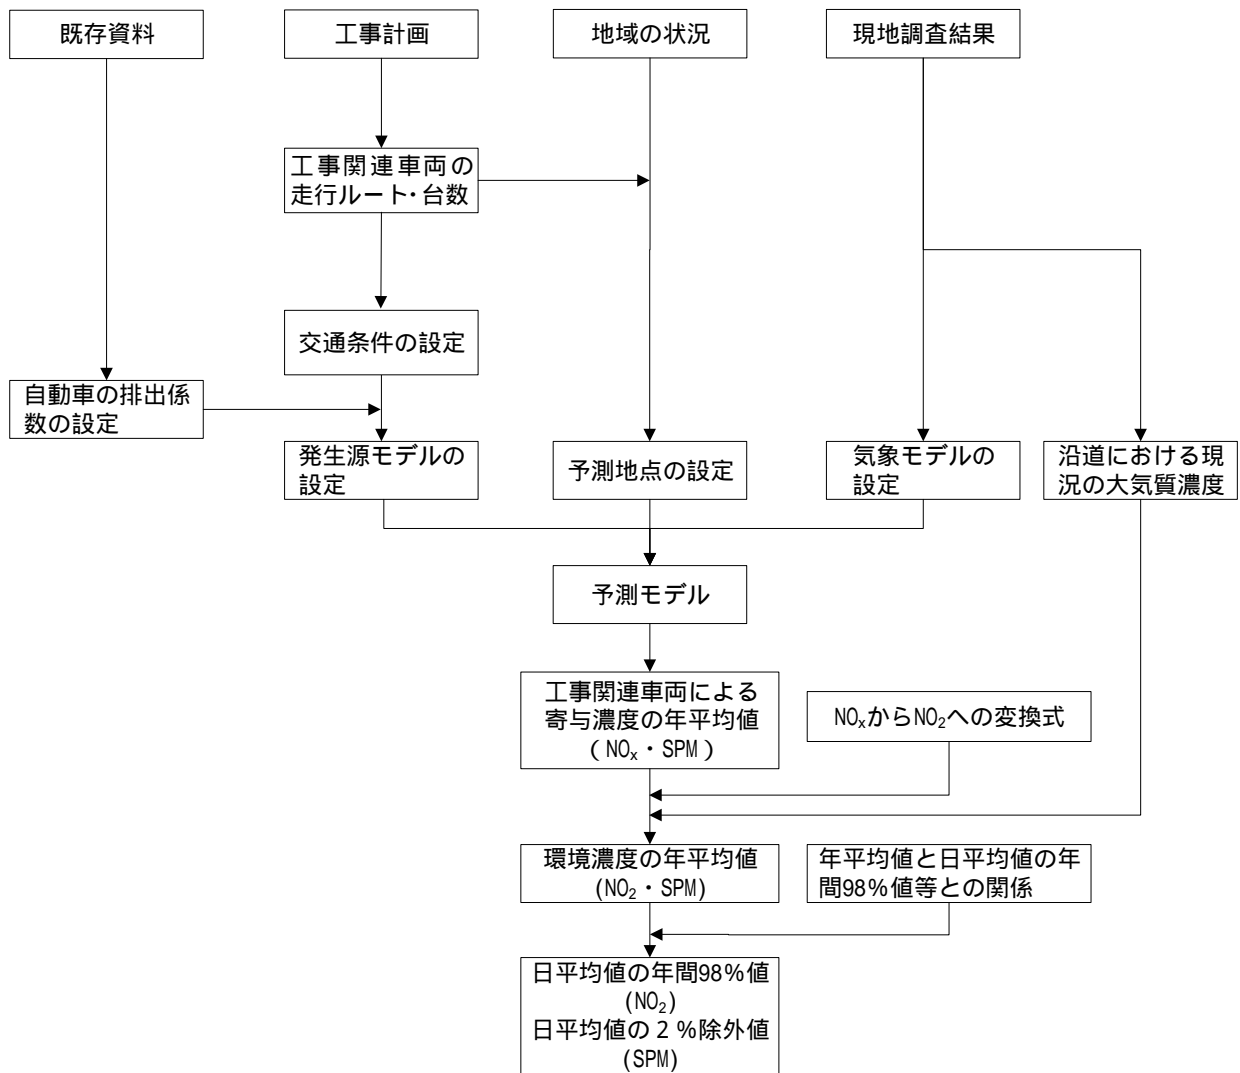 既存資料
工事計画
地域の状況
現地調査結果
工事関連車両の
走行ルート・台数
交通条件の設定
自動車の排出係
数の設定
発生源モデルの
設定
予測地点の設定
気象モデルの
設定
沿道における現
況の大気質濃度
予測モデル
工事関連車両による
寄与濃度の年平均値
(NOx・SPM)
NOxからNO2への変換式
環境濃度の年平均値
(NO2・SPM)
年平均値と日平均値の年
間98%値等との関係
日平均値の年間98%値
(NO2)
日平均値の2%除外値
(SPM)